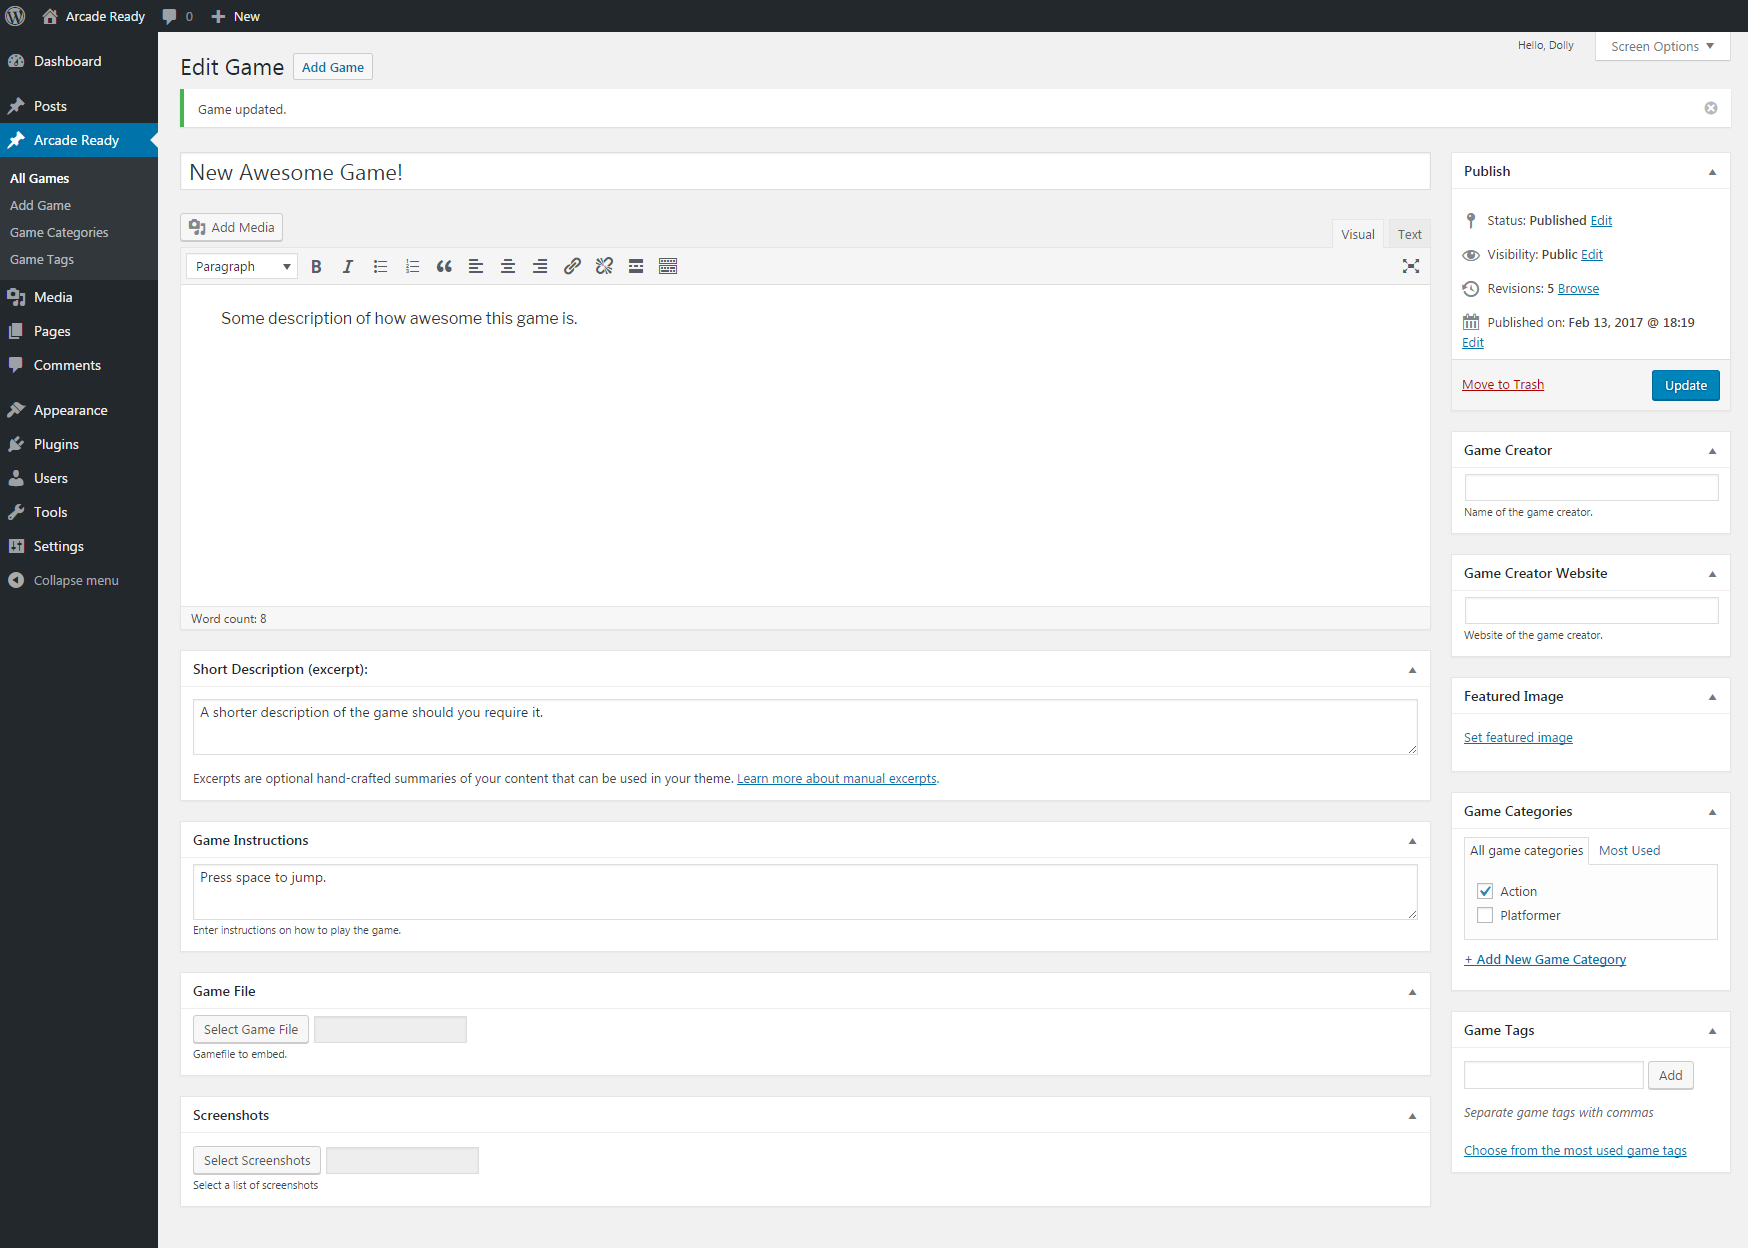 Arcade Ready 0 New
Dashboard
Posts
Arcade Ready
All Games
Add Game
Game Categories
Game Tags
Media
Pages
Comments
Appearance
Plugins
Users
Tools
Settings
Collapse menu
Hello, Dolly
Screen Options
Edit Game Add Game
Game updated.
New Awesome Game!
Add Media
Visual Text
Paragraph
Some description of how awesome this game is.
Word count: 8
Short Description (excerpt):
A shorter description of the game should you require it.
Excerpts are optional hand-crafted summaries of your content that can be used in your theme. Learn more about manual excerpts.
Game Instructions
Press space to jump.
Enter instructions on how to play the game.
Game File
Select Game File
Gamefile to embed.
Screenshots
Select Screenshots
Select a list of screenshots
Publish
Status: Published Edit
Visibility: Public Edit
Revisions: 5 Browse
Published on: Feb 13, 2017 @ 18:19
Edit
Move to Trash Update
Game Creator
Name of the game creator.
Game Creator Website
Website of the game creator.
Featured Image
Set featured image
Game Categories
All game categories Most Used
Action
Platformer
+ Add New Game Category
Game Tags
Add
Separate game tags with commas
Choose from the most used game tags